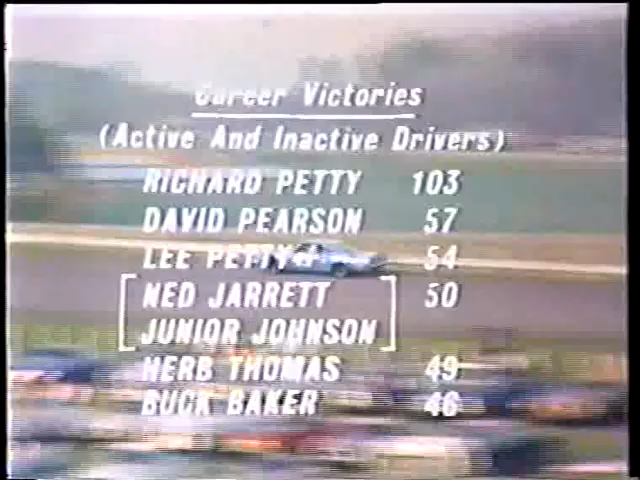 Career Victories
(Active And Inactive Drivers)
RICHARD PETTY 103
DAVID PEARSON 57
LEE PETTY 54
NED JARRETT 50
JUNIOR JOHNSON
HERB THOMAS 49
BUCK BAKER 46